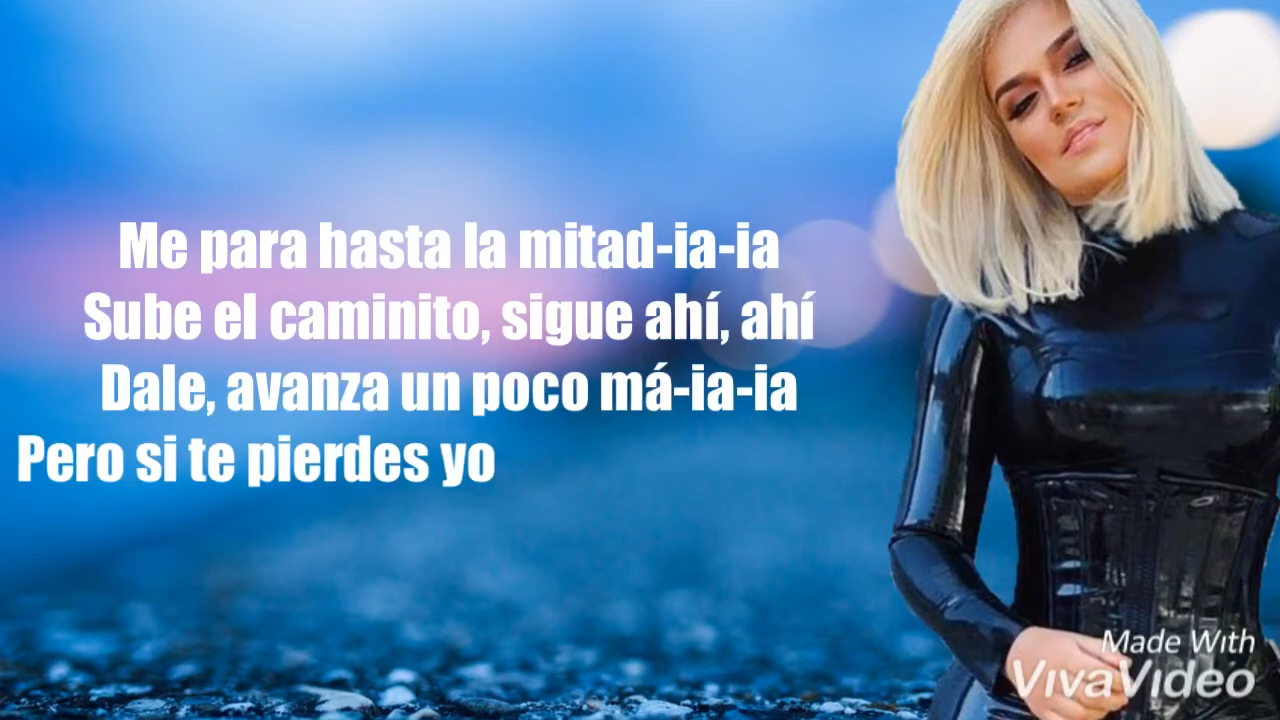 Me para hasta la mitad-ia-ia
Sube el caminito, sigue ahí, ahí
Dale, avanza un poco má-ia-ia
Pero si te pierdes yo
Made With
VivaVideo